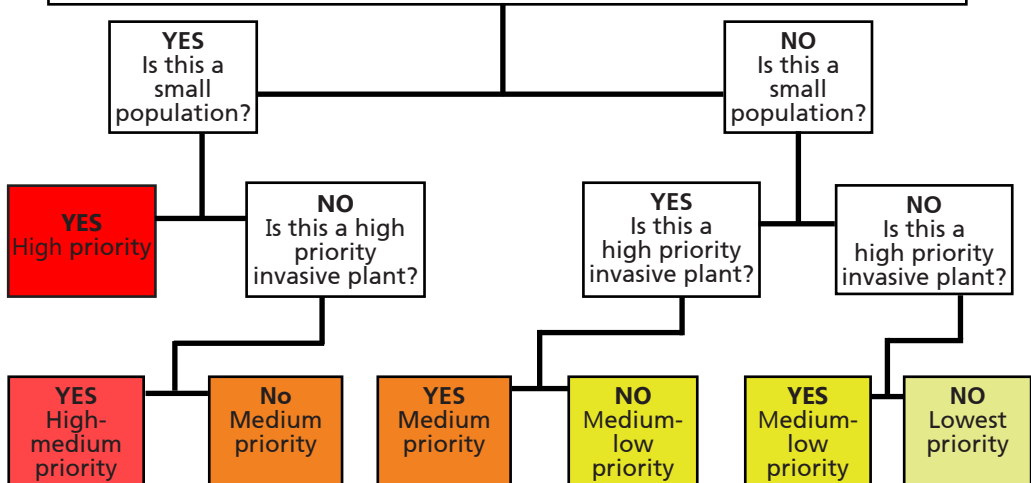 YES
Is this a
small
population?
NO
Is this a
small
population?
YES
High priority
NO
Is this a high
priority
invasive plant?
YES
Is this a
high priority
invasive plant?
NO
Is this a
high priority
invasive plant?
YES
High-
medium
priority
No
Medium
priority
YES
Medium
priority
NO
Medium-
low
priority
YES
Medium-
low
priority
NO
Lowest
priority